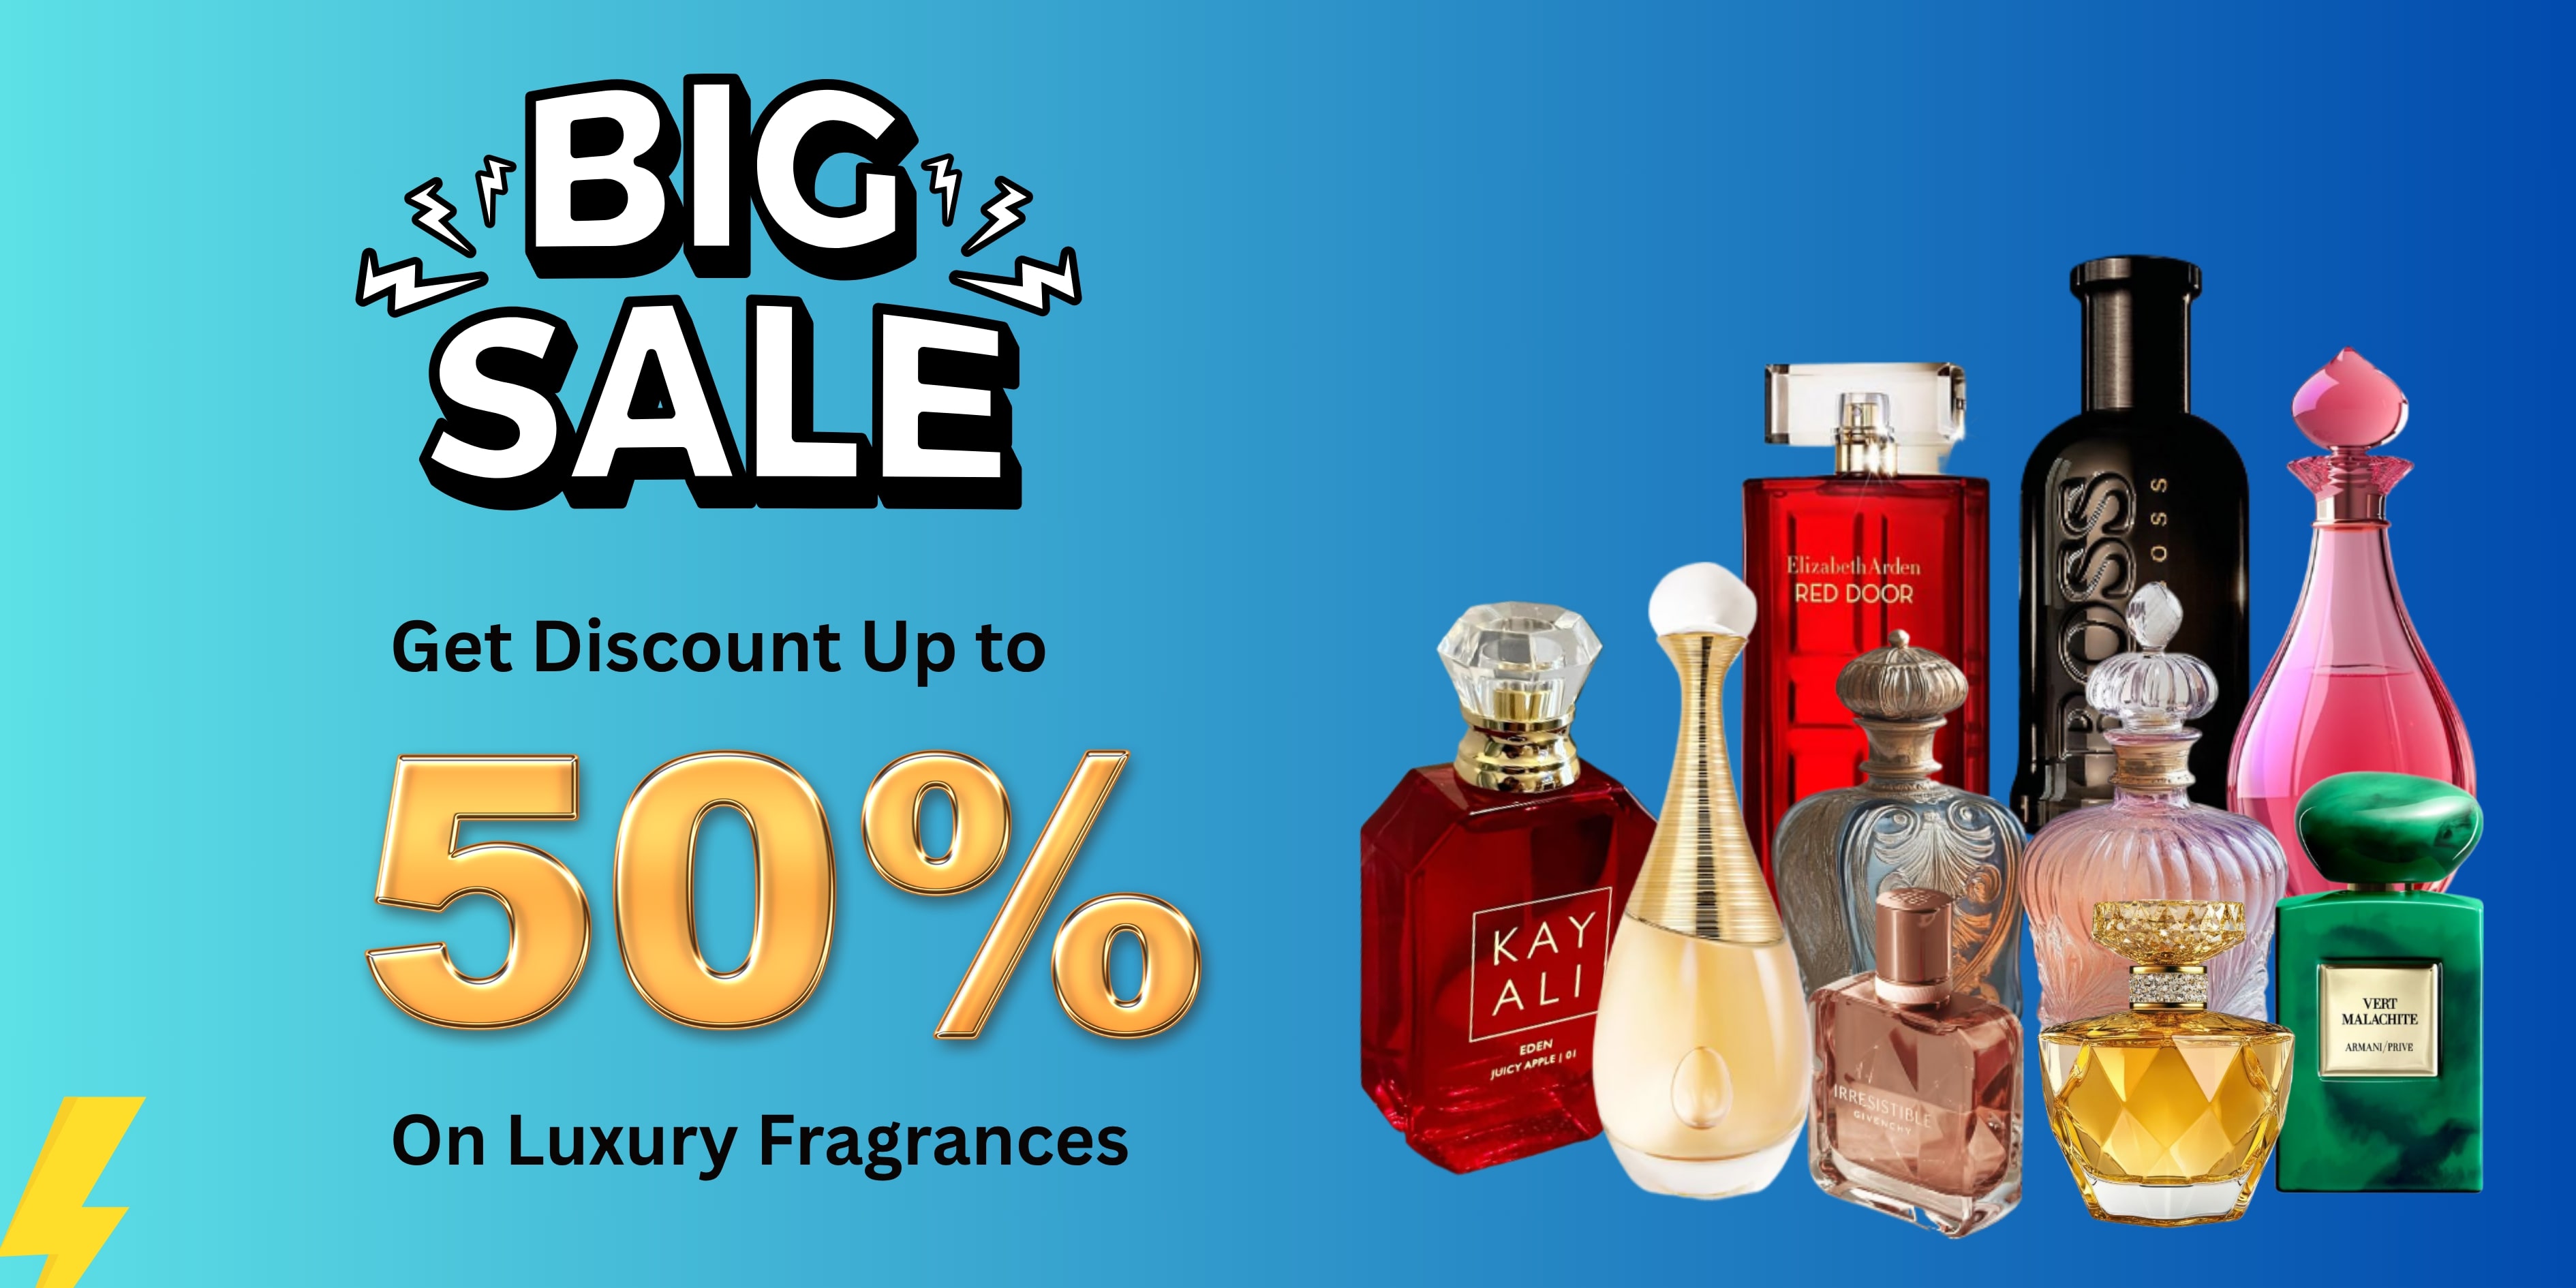 BIG
SALE
Get Discount Up to
50%
On Luxury Fragrances
Elizabeth Arden
RED DOOR
BOSS
BOSS
KAY
ALI
EDEN
JUICY APPLE | 01
IRRESISTIBLE
GIVENCHY
VERT
MALACHITE
ARMANI/PRIVE